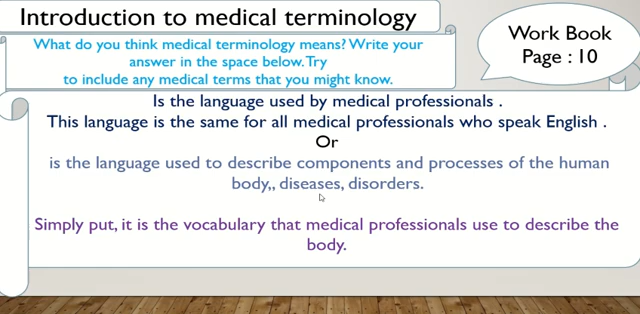 Introduction to medical terminology
Work Book
Page : 10
What do you think medical terminology means? Write your
answer in the space below. Try
to include any medical terms that you might know.
Is the language used by medical professionals .
This language is the same for all medical professionals who speak English .
Or
is the language used to describe components and processes of the human
body,, diseases, disorders.
Simply put, it is the vocabulary that medical professionals use to describe the
body.